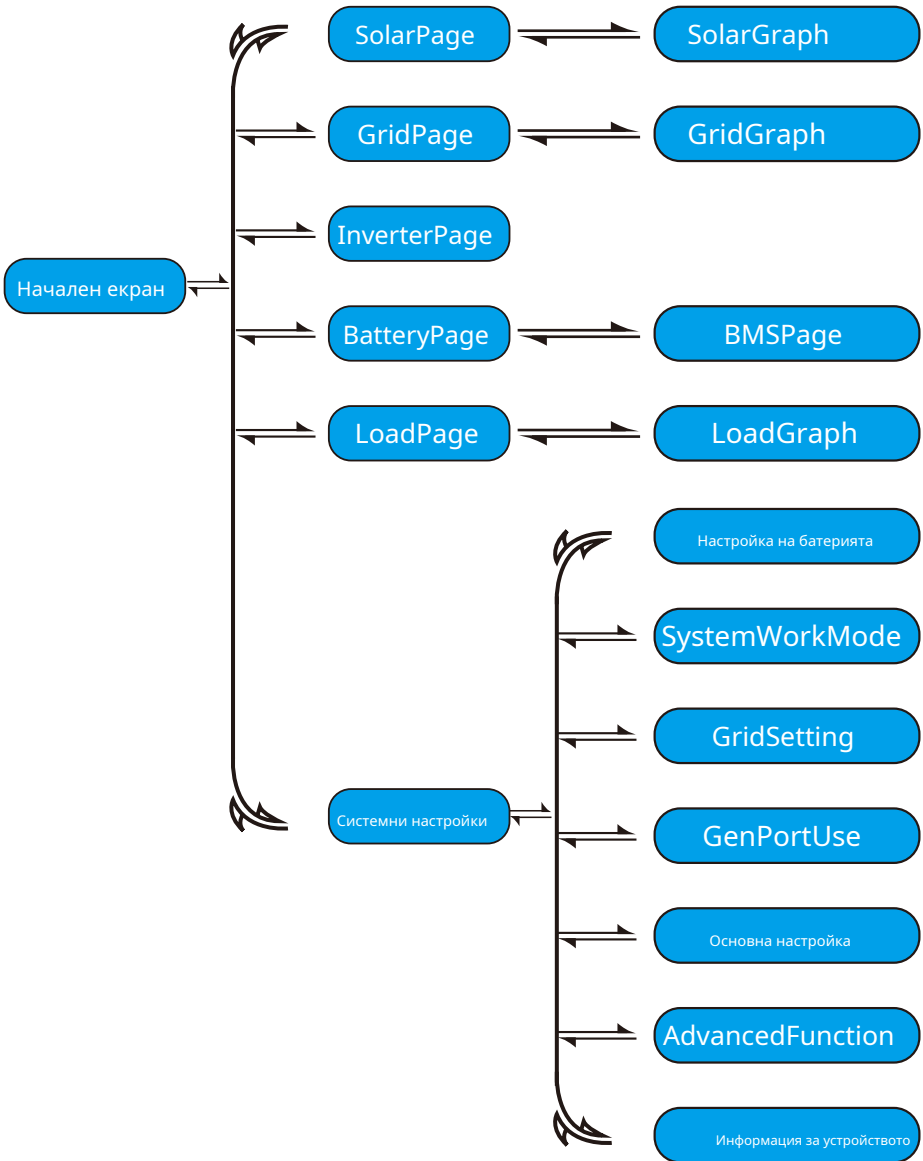 SolarPage
SolarGraph
GridPage
GridGraph
InverterPage
Начален екран
BatteryPage
BMSPage
LoadPage
LoadGraph
Настройка на батерията
SystemWorkMode
GridSetting
Системни настройки
GenPortUse
Основна настройка
AdvancedFunction
Информация за устройството